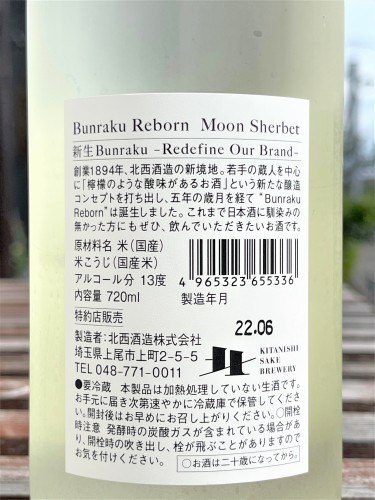 Bunraku Reborn Moon Sherbet
新生Bunraku -Redefine Our Brand-
創業1894年、北西酒造の新境地。若手の蔵人を中心
に「檸檬のような酸味があるお酒」という新たな醸造
コンセプトを打ち出し、五年の歳月を経て“Bunraku
Reborn”は誕生しました。これまで日本酒に馴染みの
無かった方にもぜひ、飲んでいただきたいお酒です。
原材料名 米(国産)
米こうじ(国産米)
アルコール分 13度
内容量 720ml
特約店販売
4965323655336
製造年月
22.06
製造者:北西酒造株式会社
埼玉県上尾市上町2-5-5
TEL 048-771-0011
KITANISHI
SAKE
BREWERY
●要冷蔵 本製品は加熱処理していない生酒です。
お手元に届き次第速やかに冷蔵庫で保管してくださ
い。開封後はお早めにお召し上がりください。○開栓
時注意 発酵時の炭酸ガスが含まれている場合があ
り、開栓時の吹き出し、栓が飛ぶことがありますので
お気を付けください。
○お酒は二十歳になってから。